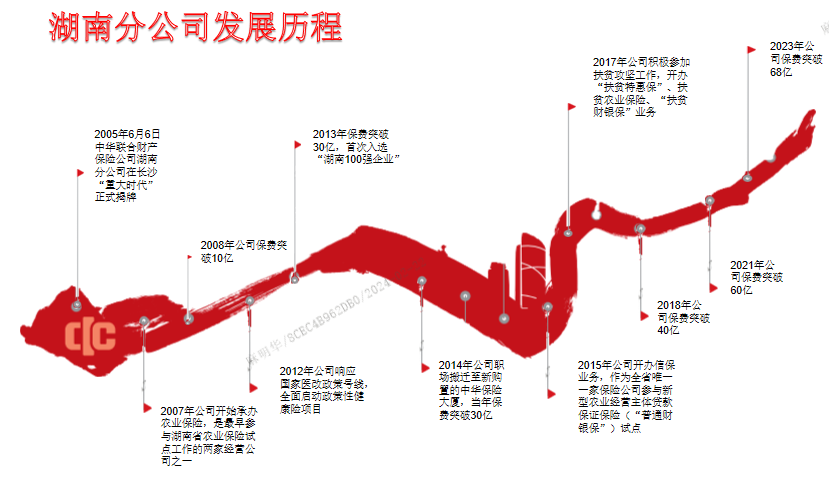 湖南分公司发展历程
2005年6月6日
中华联合财产
保险公司湖南
分公司在长沙
“重大时代”
正式揭牌
2007年公司开始承办
农业保险，是最早参
与湖南省农业保险试
点工作的两家经营公
司之一
2008年公司保费突
破10亿
2012年公司响应
国家医改政策号线，
全面启动政策性健
康险项目
2013年保费突破
30亿，首次入选
“湖南100强企业”
2014年公司职
场搬迁至新购
置的中华保险
大厦，当年保
费突破30亿
2015年公司开办信保
业务，作为全省唯一
一家保险公司参与新
型农业经营主体贷款
保证保险（“普通财
银保”）试点
2017年公司积极参加
扶贫攻坚工作，开办
“扶贫特惠保”、扶
贫农业保险、“扶贫
财银保”业务
2018年公
司保费突破
40亿
2021年公
司保费突破
60亿
2023年公
司保费突破
68亿